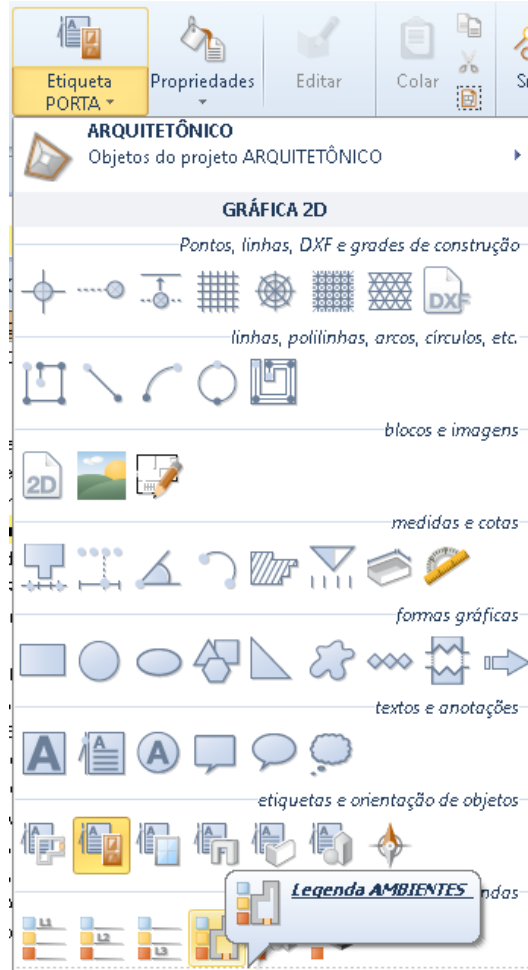 Etiqueta
PORTA
Propriedades
Editar
Colar
ARQUITETÔNICO
Objetos do projeto ARQUITETÔNICO
GRÁFICA 2D
Pontos, linhas, DXF e grades de construção
DXF
linhas, polilinhas, arcos, círculos, etc.
blocos e imagens
2D
medidas e cotas
formas gráficas
textos e anotações
A A A
etiquetas e orientação de objetos
A A A A A A
F
Legenda AMBIENTES
L1 L2 L3